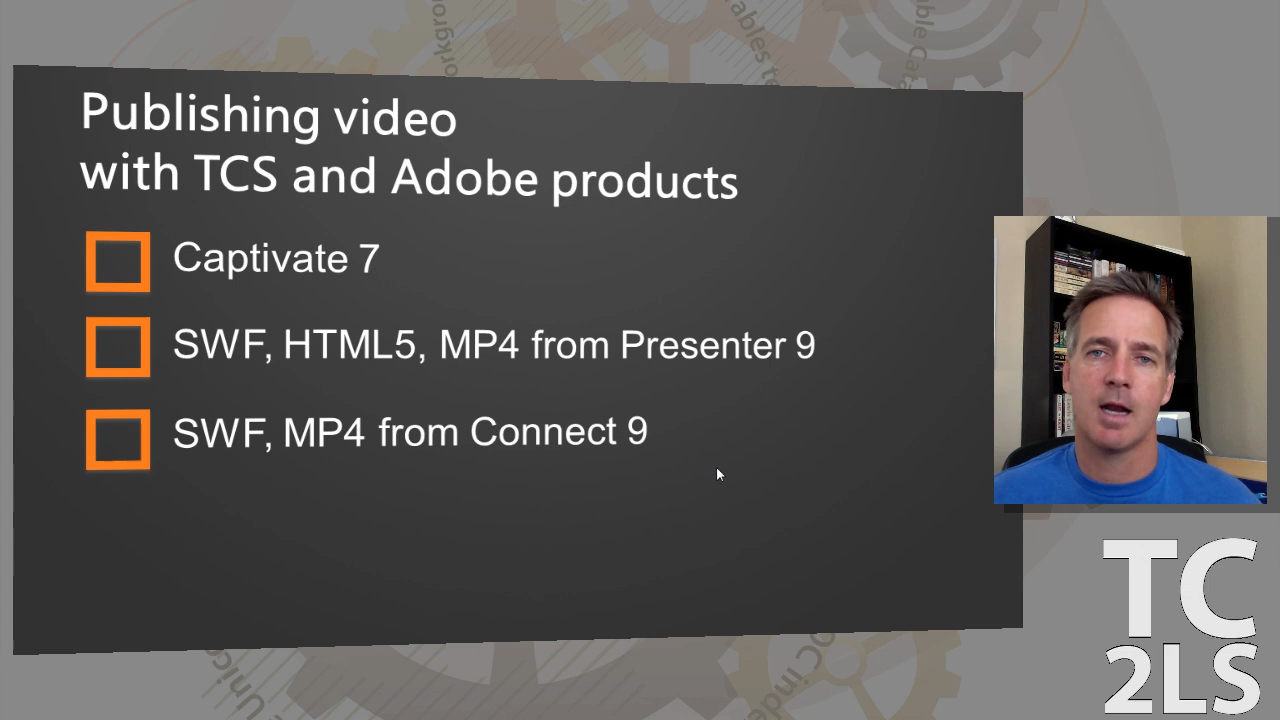 Publishing video
with TCS and Adobe products
Captivate 7
SWF, HTML5, MP4 from Presenter 9
SWF, MP4 from Connect 9
TC
2LS